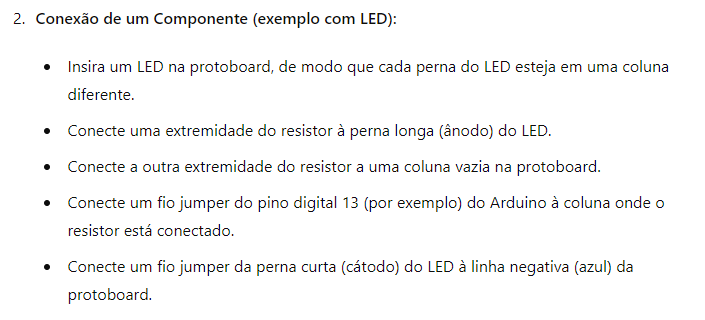 2. Conexão de um Componente (exemplo com LED):
• Insira um LED na protoboard, de modo que cada perna do LED esteja em uma coluna
diferente.
• Conecte uma extremidade do resistor à perna longa (ânodo) do LED.
• Conecte a outra extremidade do resistor a uma coluna vazia na protoboard.
• Conecte um fio jumper do pino digital 13 (por exemplo) do Arduino à coluna onde o
resistor está conectado.
• Conecte um fio jumper da perna curta (cátodo) do LED à linha negativa (azul) da
protoboard.